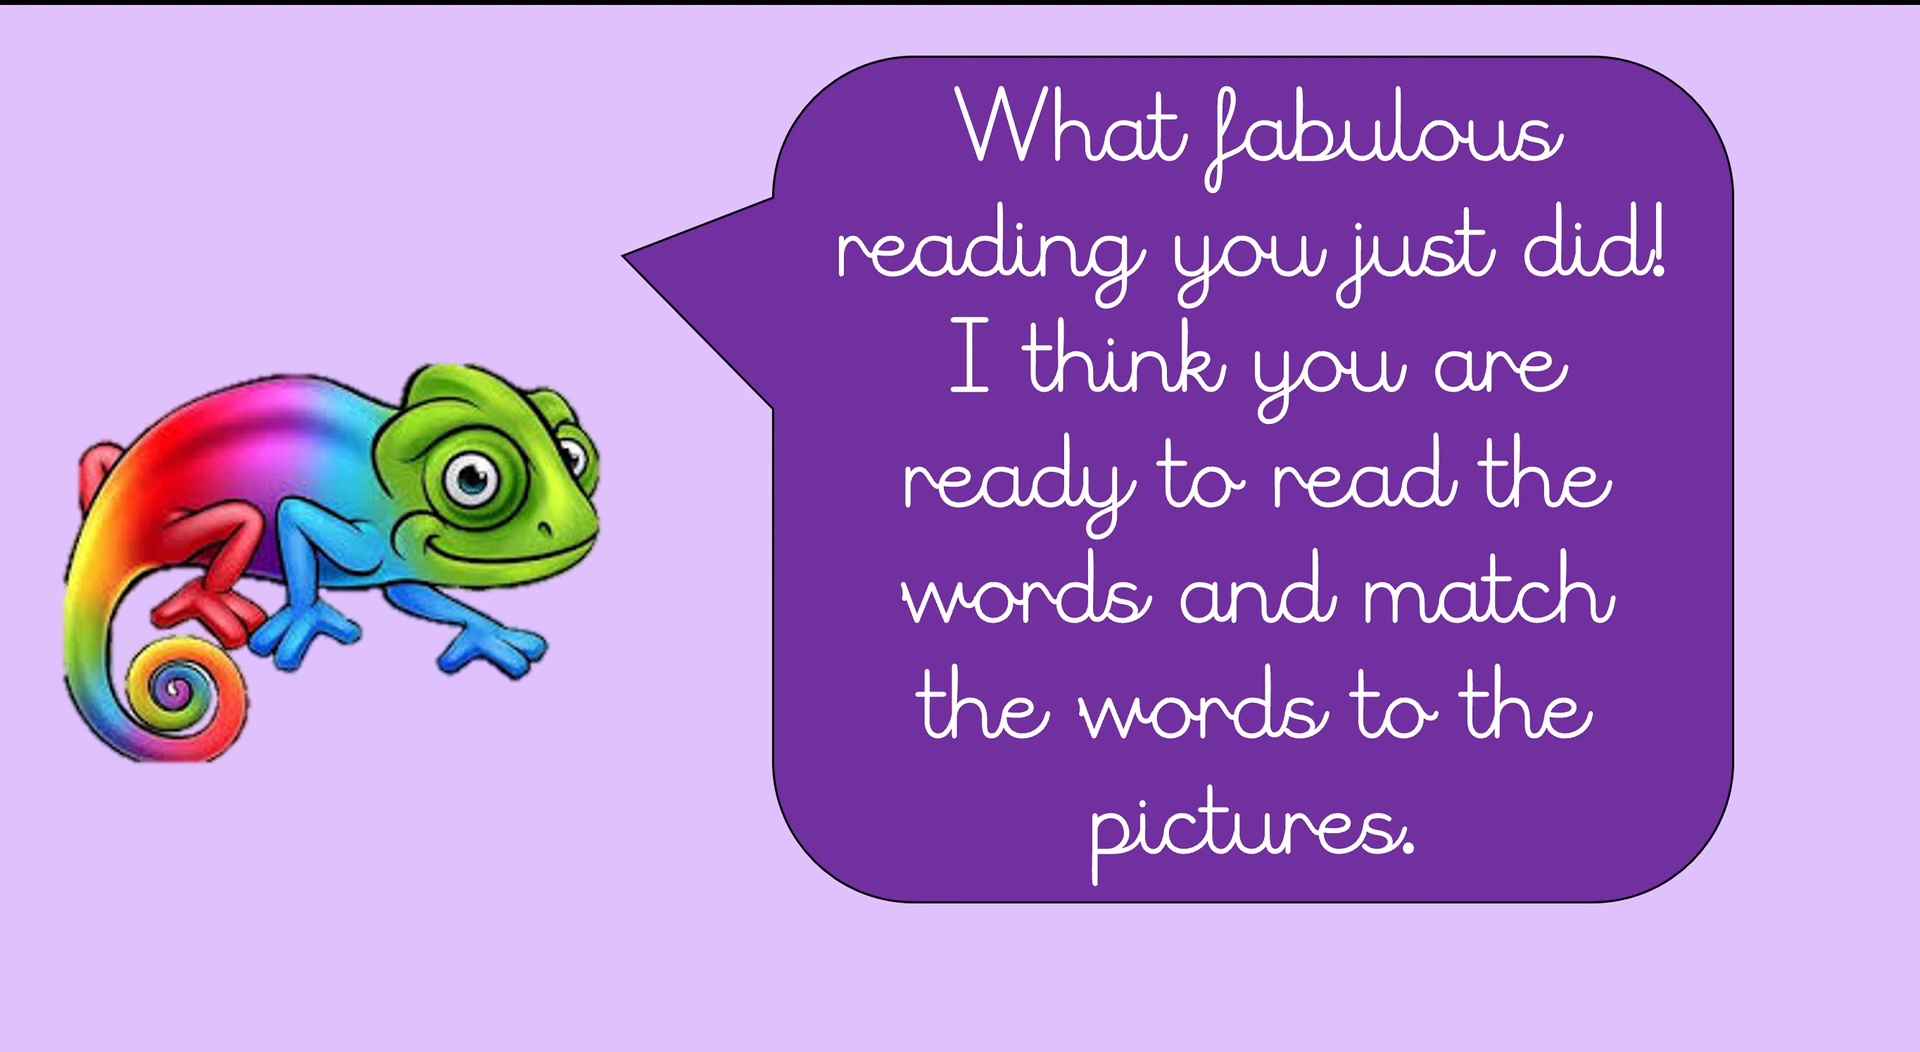 What fabulous
reading you just did!
I think you are
ready to read the
words and match
the words to the
pictures.